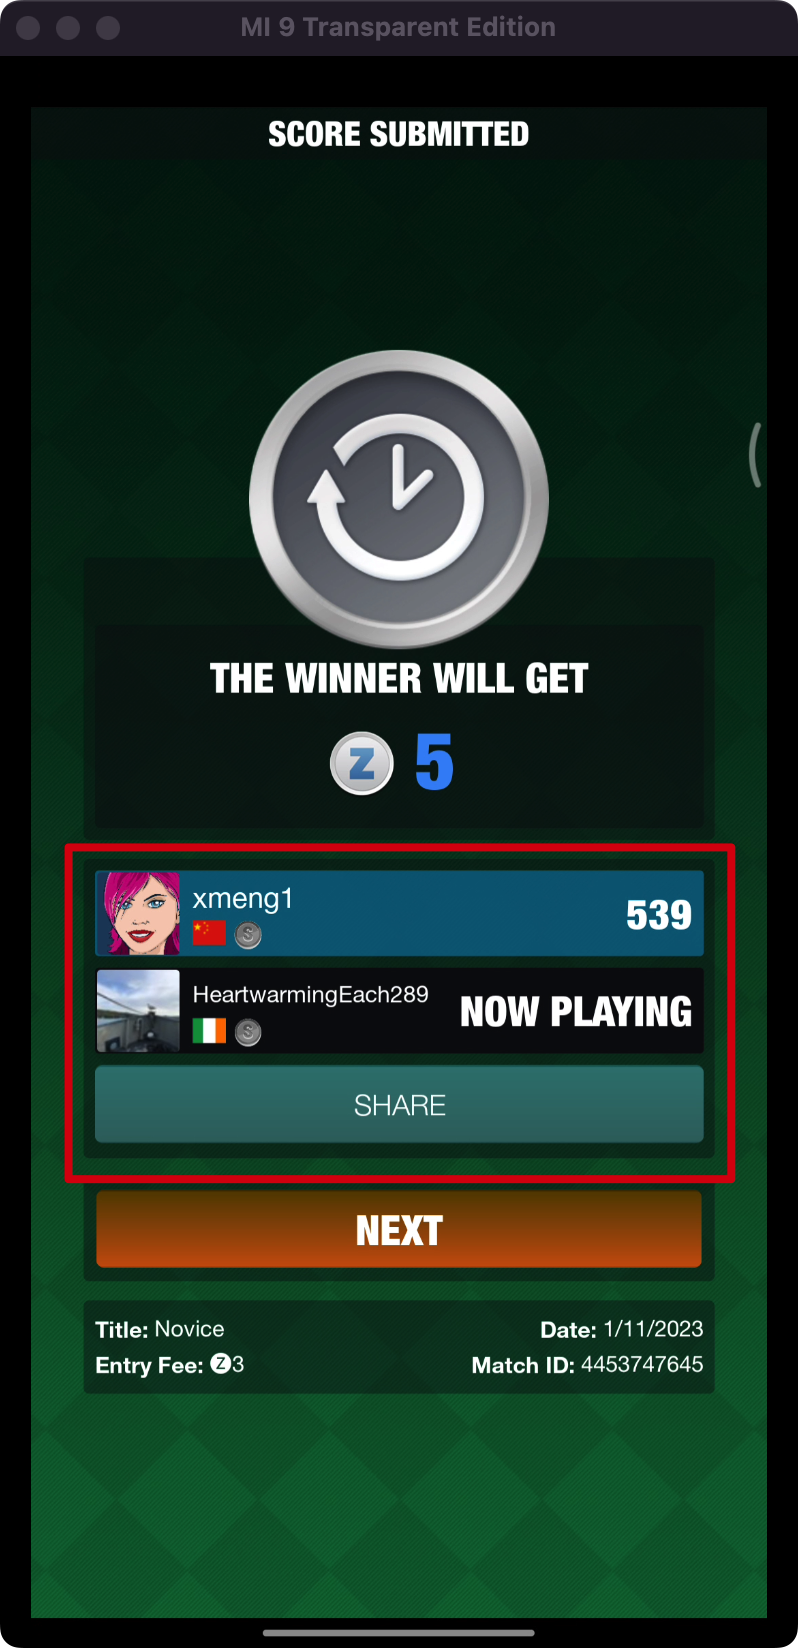 MI 9 Transparent Edition
SCORE SUBMITTED
THE WINNER WILL GET
Z 5
xmeng1
S
539
HeartwarmingEach289
S
NOW PLAYING
SHARE
NEXT
Title: Novice
Date: 1/11/2023
Entry Fee: Z3
Match ID: 4453747645